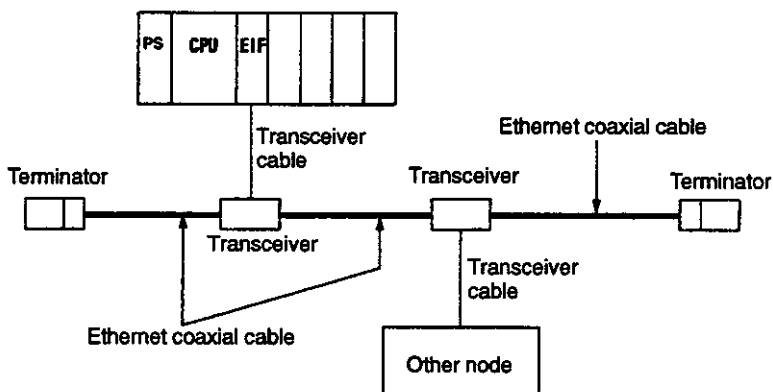 PS CPU EIF
Transceiver
cable
Ethernet coaxial cable
Terminator
Transceiver
Terminator
Transceiver
Transceiver
cable
Ethernet coaxial cable
Other node